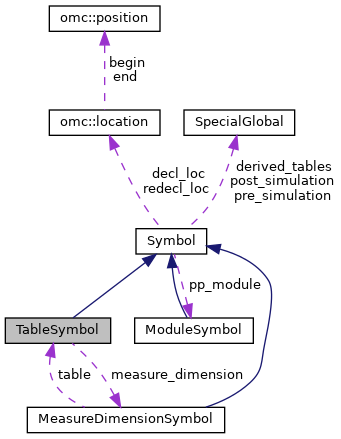 omc::position
begin
end
omc::location
SpecialGlobal
decl_loc
redecl_loc
derived_tables
post_simulation
pre_simulation
Symbol
pp_module
TableSymbol
ModuleSymbol
table
measure_dimension
MeasureDimensionSymbol